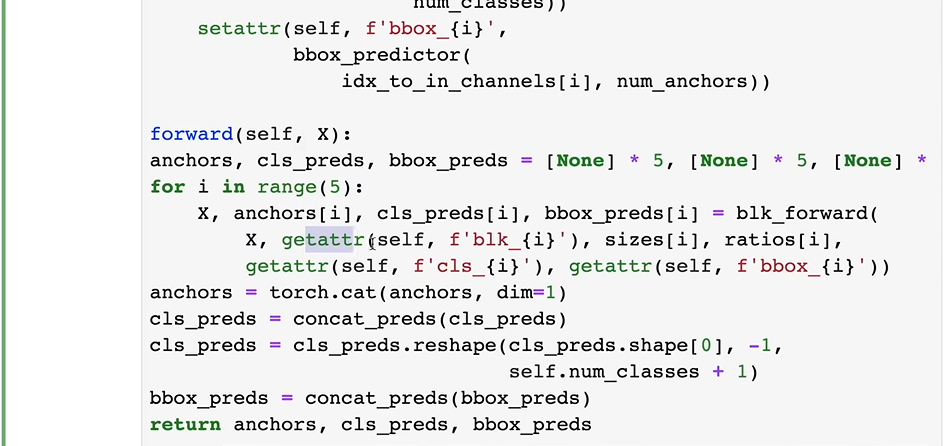 num_classes))
setattr(self, f'bbox_{i}',
bbox_predictor(
idx_to_in_channels[i], num_anchors))
forward(self, X):
anchors, cls_preds, bbox_preds = [None] * 5, [None] * 5, [None] *
for i in range(5):
X, anchors[i], cls_preds[i], bbox_preds[i] = blk_forward(
X, getattr(self, f'blk_{i}'), sizes[i], ratios[i],
getattr(self, f'cls_{i}'), getattr(self, f'bbox_{i}'))
anchors = torch.cat(anchors, dim=1)
cls_preds = concat_preds(cls_preds)
cls_preds = cls_preds.reshape(cls_preds.shape[0], -1,
self.num_classes + 1)
bbox_preds = concat_preds(bbox_preds)
return anchors, cls_preds, bbox_preds